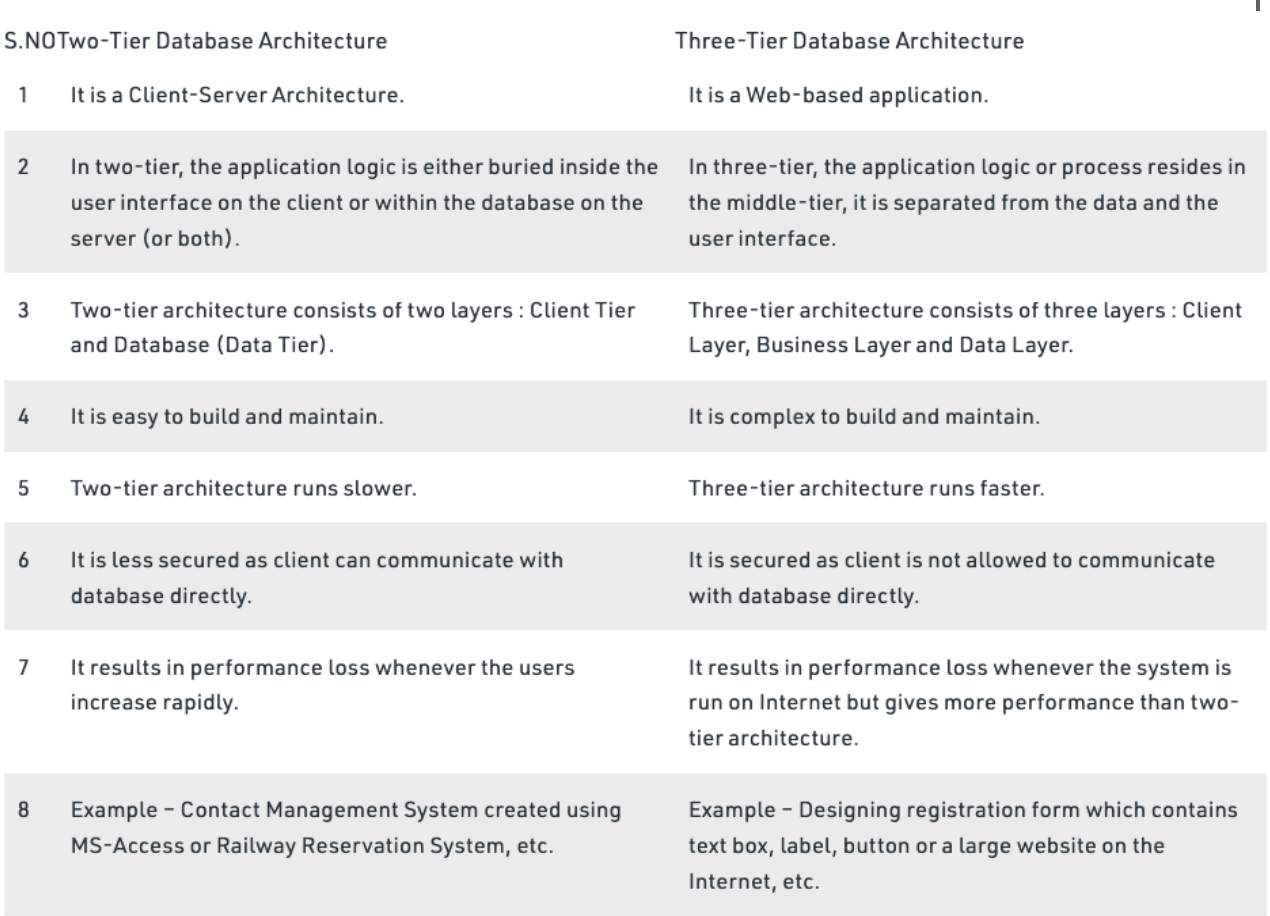 S.NOTwo-Tier Database Architecture Three-Tier Database Architecture
1 It is a Client-Server Architecture. It is a Web-based application.
2 In two-tier, the application logic is either buried inside the In three-tier, the application logic or process resides in
user interface on the client or within the database on the the middle-tier, it is separated from the data and the
server (or both). user interface.
3 Two-tier architecture consists of two layers : Client Tier Three-tier architecture consists of three layers : Client
and Database (Data Tier). Layer, Business Layer and Data Layer.
4 It is easy to build and maintain. It is complex to build and maintain.
5 Two-tier architecture runs slower. Three-tier architecture runs faster.
6 It is less secured as client can communicate with It is secured as client is not allowed to communicate
database directly. with database directly.
7 It results in performance loss whenever the users It results in performance loss whenever the system is
increase rapidly. run on Internet but gives more performance than two-
tier architecture.
8 Example – Contact Management System created using Example – Designing registration form which contains
MS-Access or Railway Reservation System, etc. text box, label, button or a large website on the
Internet, etc.